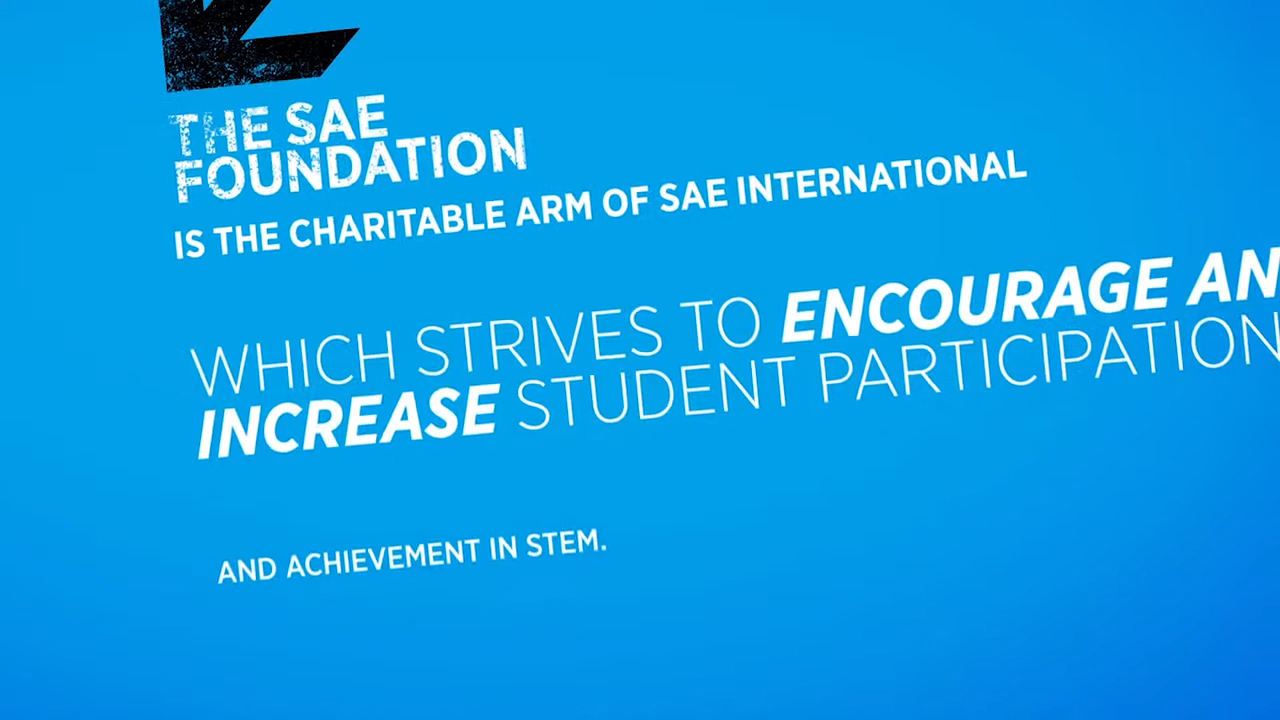 THE SAE
FOUNDATION
IS THE CHARITABLE ARM OF SAE INTERNATIONAL
WHICH STRIVES TO ENCOURAGE AN
INCREASE STUDENT PARTICIPATION
AND ACHIEVEMENT IN STEM.